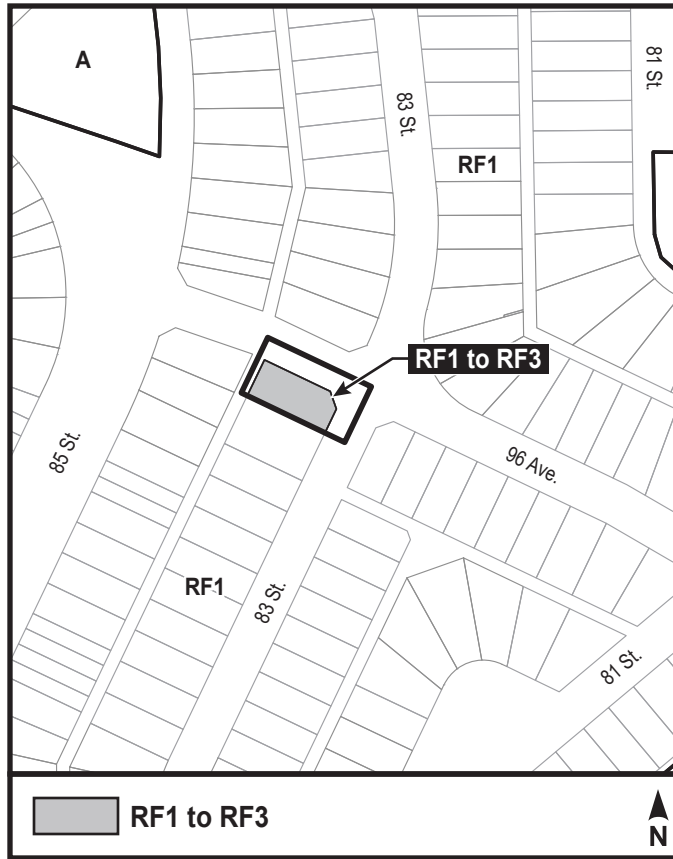 A
83 St.
81 St.
RF1
RF1 to RF3
96 Ave.
85 St.
RF1
83 St.
81 St.
RF1 to RF3
N